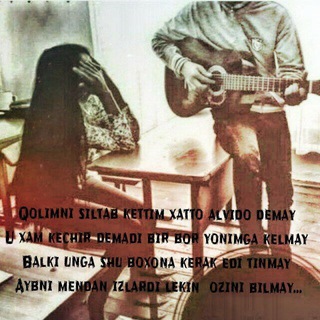 Qolimni siltab kettim xatto alvido demay
U xam kechir demadi bir bor yonimga kelmay
Balki unga shu boxona kerak edi tinmay
Aybni mendan izlardi lekin ozini bilmay...